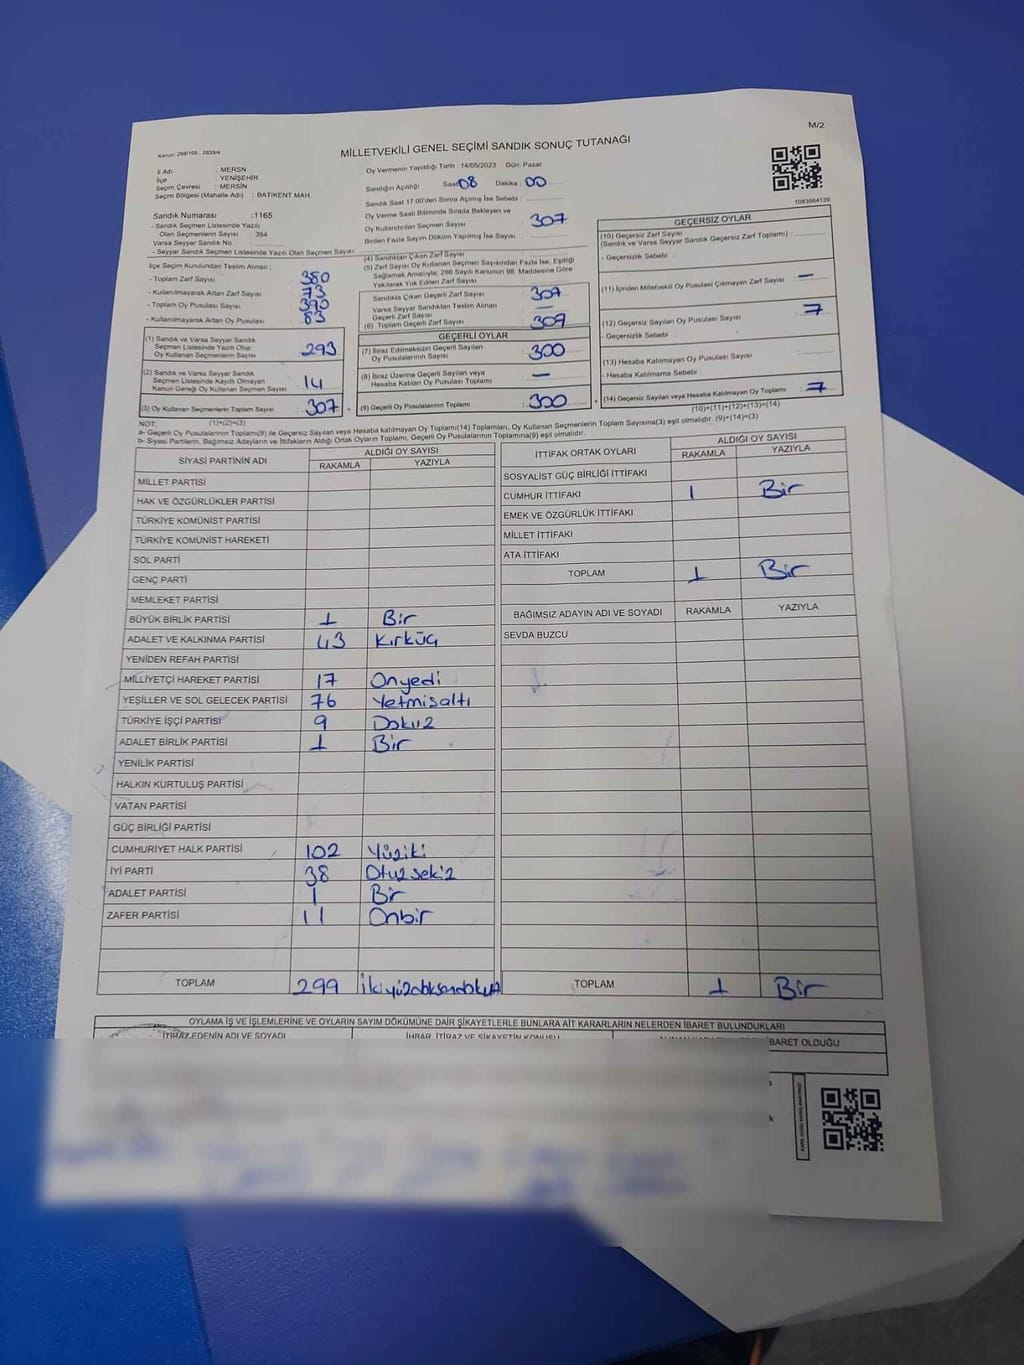 M/2
Kanun: 298/105 ; 2839/4
MİLLETVEKİLİ GENEL SEÇİMİ SANDIK SONUÇ TUTANAĞI
İl Adı : MERSN
İlçe : YENİŞEHİR
Seçim Çevresi : MERSİN
Seçim Bölgesi (Mahalle Adı) : BATIKENT MAH.
Sandık Numarası : 1165
- Sandık Seçmen Listesinde Yazılı
Olan Seçmenlerin Sayısı : 354
Varsa Seyyar Sandık No
- Seyyar Sandık Seçmen Listesinde Yazılı Olan Seçmen Sayısı :
İlçe Seçim Kurulundan Teslim Alınan ;
- Toplam Zarf Sayısı : 380
- Kullanılmayarak Artan Zarf Sayısı : 73
- Toplam Oy Pusulası Sayısı : 390
- Kullanılmayarak Artan Oy Pusulası : 83
(1) Sandık ve Varsa Seyyar Sandık
Seçmen Listesinde Yazılı Olup
Oy Kullanan Seçmenlerin Sayısı : 293
(2) Sandık ve Varsa Seyyar Sandık
Seçmen Listesinde Kayıtlı Olmayan
Kanun Gereği Oy Kullanan Seçmen Sayısı : 14
(3) Oy Kullanan Seçmenlerin Toplam Sayısı : 307
(1)+(2)=(3)
Oy Vermenin Yapıldığı Tarih : 14/05/2023 Gün: Pazar
Sandığın Açıldığı Saat: 08 Dakika : 00
Sandık Saat 17:00'den Sonra Açılmış İse Sebebi :
Oy Verme Saati Bitiminde Sırada Bekleyen ve
Oy Kullandırılan Seçmen Sayısı : 307
Birden Fazla Sayım Döküm Yapılmış İse Sayısı :
(4) Sandıktan Çıkan Zarf Sayısı
(5) Zarf Sayısı Oy Kullanan Seçmen Sayısından Fazla İse, Eşitliği
Sağlamak Amacıyla, 298 Sayılı Kanunun 98. Maddesine Göre
Yakılarak Yok Edilen Zarf Sayısı :
Sandıkta Çıkan Geçerli Zarf Sayısı : 307
Varsa Seyyar Sandıktan Teslim Alınan
Geçerli Zarf Sayısı : —
(6) Toplam Geçerli Zarf Sayısı : 307
GEÇERLİ OYLAR
(7) İtiraz Edilmeksizin Geçerli Sayılan
Oy Pusulalarının Sayısı : 300
(8) İtiraz Üzerine Geçerli Sayılan veya
Hesaba Katılan Oy Pusulası Toplamı : —
(9) Geçerli Oy Pusulalarının Toplamı : 300
1083664139
GEÇERSİZ OYLAR
(10) Geçersiz Zarf Sayısı
(Sandık ve Varsa Seyyar Sandık Geçersiz Zarf Toplamı) :
- Geçersizlik Sebebi :
(11) İçinden Milletvekili Oy Pusulası Çıkmayan Zarf Sayısı : —
(12) Geçersiz Sayılan Oy Pusulası Sayısı : 7
- Geçersizlik Sebebi :
(13) Hesaba Katılmayan Oy Pusulası Sayısı :
- Hesaba Katılmama Sebebi :
(14) Geçersiz Sayılan veya Hesaba Katılmayan Oy Toplamı : 7
(10)+(11)+(12)+(13)=(14)
NOT:
a- Geçerli Oy Pusulalarının Toplamı(9) ile Geçersiz Sayılan veya Hesaba katılmayan Oy Toplamı(14) Toplamları, Oy Kullanan Seçmenlerin Toplam Sayısına(3) eşit olmalıdır. (9)+(14)=(3)
b- Siyasi Partilerin, Bağımsız Adayların ve İttifakların Aldığı Ortak Oyların Toplamı, Geçerli Oy Pusulalarının Toplamına(9) eşit olmalıdır.
SİYASİ PARTİNİN ADI ALDIĞI OY SAYISI
RAKAMLA YAZIYLA
MİLLET PARTİSİ
HAK VE ÖZGÜRLÜKLER PARTİSİ
TÜRKİYE KOMÜNİST PARTİSİ
TÜRKİYE KOMÜNİST HAREKETİ
SOL PARTİ
GENÇ PARTİ
MEMLEKET PARTİSİ
BÜYÜK BİRLİK PARTİSİ 1 Bir
ADALET VE KALKINMA PARTİSİ 43 Kırküç
YENİDEN REFAH PARTİSİ
MİLLİYETÇİ HAREKET PARTİSİ 17 Onyedi
YEŞİLLER VE SOL GELECEK PARTİSİ 76 Yetmisaltı
TÜRKİYE İŞÇİ PARTİSİ 9 Dokuz
ADALET BİRLİK PARTİSİ 1 Bir
YENİLİK PARTİSİ
HALKIN KURTULUŞ PARTİSİ
VATAN PARTİSİ
GÜÇ BİRLİĞİ PARTİSİ
CUMHURİYET HALK PARTİSİ 102 Yüziki
İYİ PARTİ 38 Otuzsekiz
ADALET PARTİSİ 1 Bir
ZAFER PARTİSİ 11 Onbir
TOPLAM 299
İTTİFAK ORTAK OYLARI ALDIĞI OY SAYISI
RAKAMLA YAZIYLA
SOSYALİST GÜÇ BİRLİĞİ İTTİFAKI
CUMHUR İTTİFAKI 1 Bir
EMEK VE ÖZGÜRLÜK İTTİFAKI
MİLLET İTTİFAKI
ATA İTTİFAKI
TOPLAM 1 Bir
BAĞIMSIZ ADAYIN ADI VE SOYADI RAKAMLA YAZIYLA
SEVDA BUZCU
TOPLAM 1 Bir
OYLAMA İŞ VE İŞLEMLERİNE VE OYLARIN SAYIM DÖKÜMÜNE DAİR ŞİKAYETLERLE BUNLARA AİT KARARLARIN NELERDEN İBARET BULUNDUKLARI
İTİRAZ EDENİN ADI VE SOYADI İHBAR, İTİRAZ VE ŞİKAYETİN KONUSU İBARET OLDUĞU